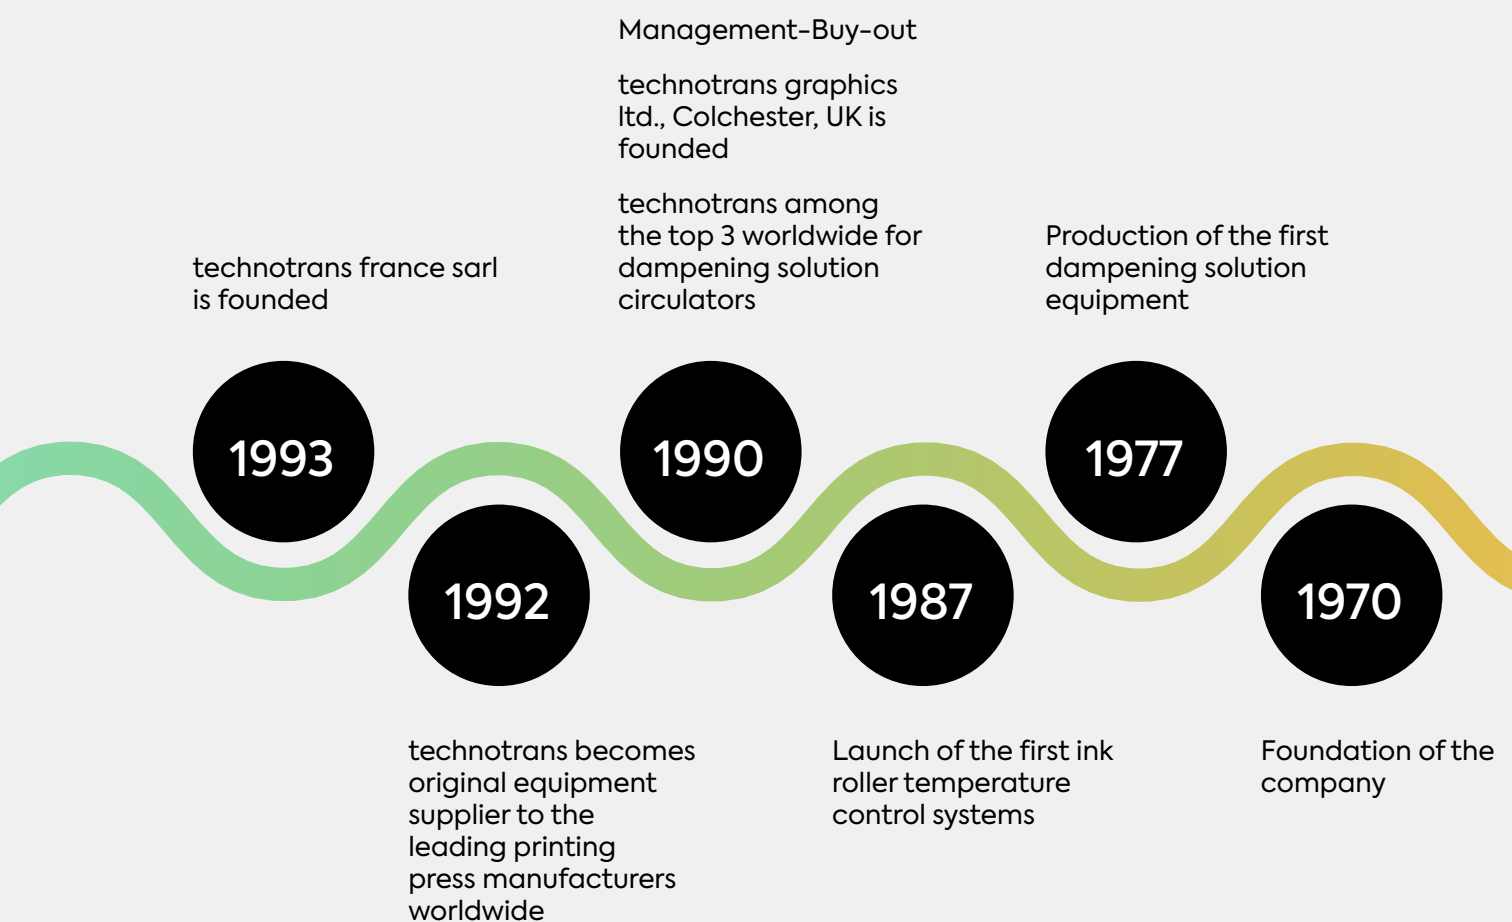 Management-Buy-out
technotrans graphics
ltd., Colchester, UK is
founded
technotrans among
the top 3 worldwide for
dampening solution
circulators
technotrans france sarl
is founded
Production of the first
dampening solution
equipment
1993
1990
1977
1992
1987
1970
technotrans becomes
original equipment
supplier to the
leading printing
press manufacturers
worldwide
Launch of the first ink
roller temperature
control systems
Foundation of the
company